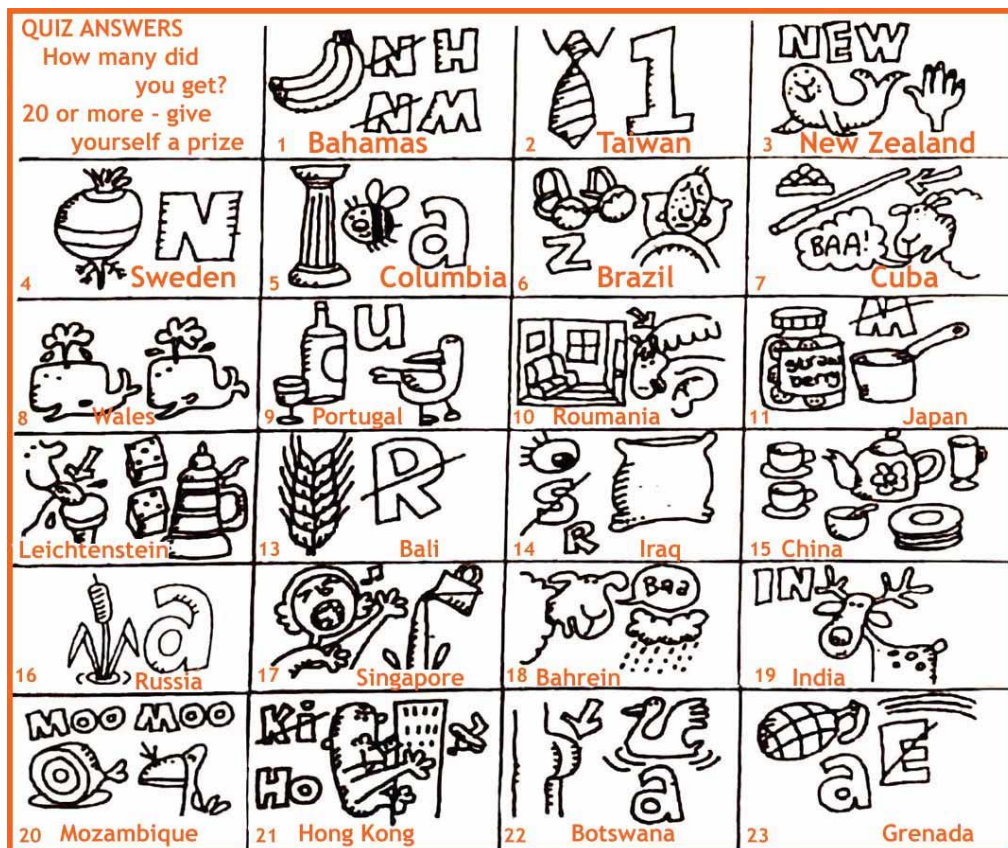 QUIZ ANSWERS
How many did
you get?
20 or more - give
yourself a prize
N H
N M
1 Bahamas
1
2 Taiwan
NEW
3 New Zealand
N
4 Sweden
a
5 Columbia
Z
6 Brazil
BAA!
7 Cuba
8 Wales
u
9 Portugal
10 Roumania
M
straw
berry
11 Japan
Leichtenstein
R
13 Bali
S
R
14 Iraq
15 China
a
16 Russia
17 Singapore
Baa
18 Bahrein
IN
19 India
MOO MOO
20 Mozambique
Ki
Ho
21 Hong Kong
a
22 Botswana
a
E
23 Grenada